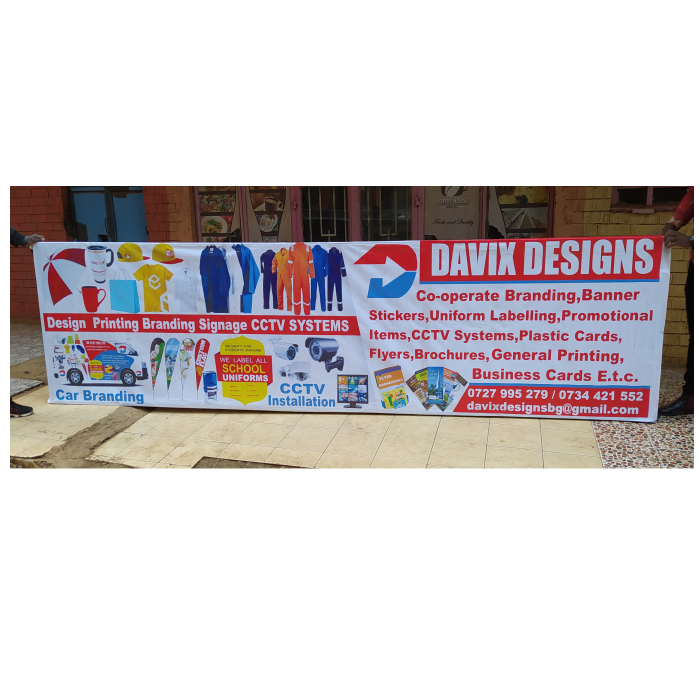 DAVIX DESIGNS
Co-operate Branding,Banner
Stickers,Uniform Labelling,Promotional
Items,CCTV Systems,Plastic Cards,
Flyers,Brochures,General Printing,
Business Cards E.t.c.
0727 995 279 / 0734 421 552
davixdesignsbg@gmail.com
Design Printing Branding Signage CCTV SYSTEMS
Car Branding
WE LABEL ALL
SCHOOL
UNIFORMS
CCTV
Installation